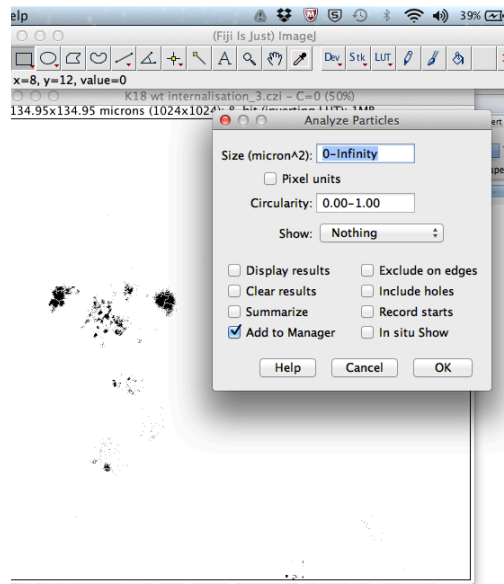 elp
39%
(Fiji Is Just) ImageJ
A Dev Stk LUT
x=8, y=12, value=0
K18 wt internalisation_3.czi – C=0 (50%)
134.95x134.95 microns (1024x1024); 8-bit (inverting LUT); 1MB
Analyze Particles
Size (micron^2): 0-Infinity
Pixel units
Circularity: 0.00-1.00
Show: Nothing
Display results Exclude on edges
Clear results Include holes
Summarize Record starts
Add to Manager In situ Show
Help Cancel OK